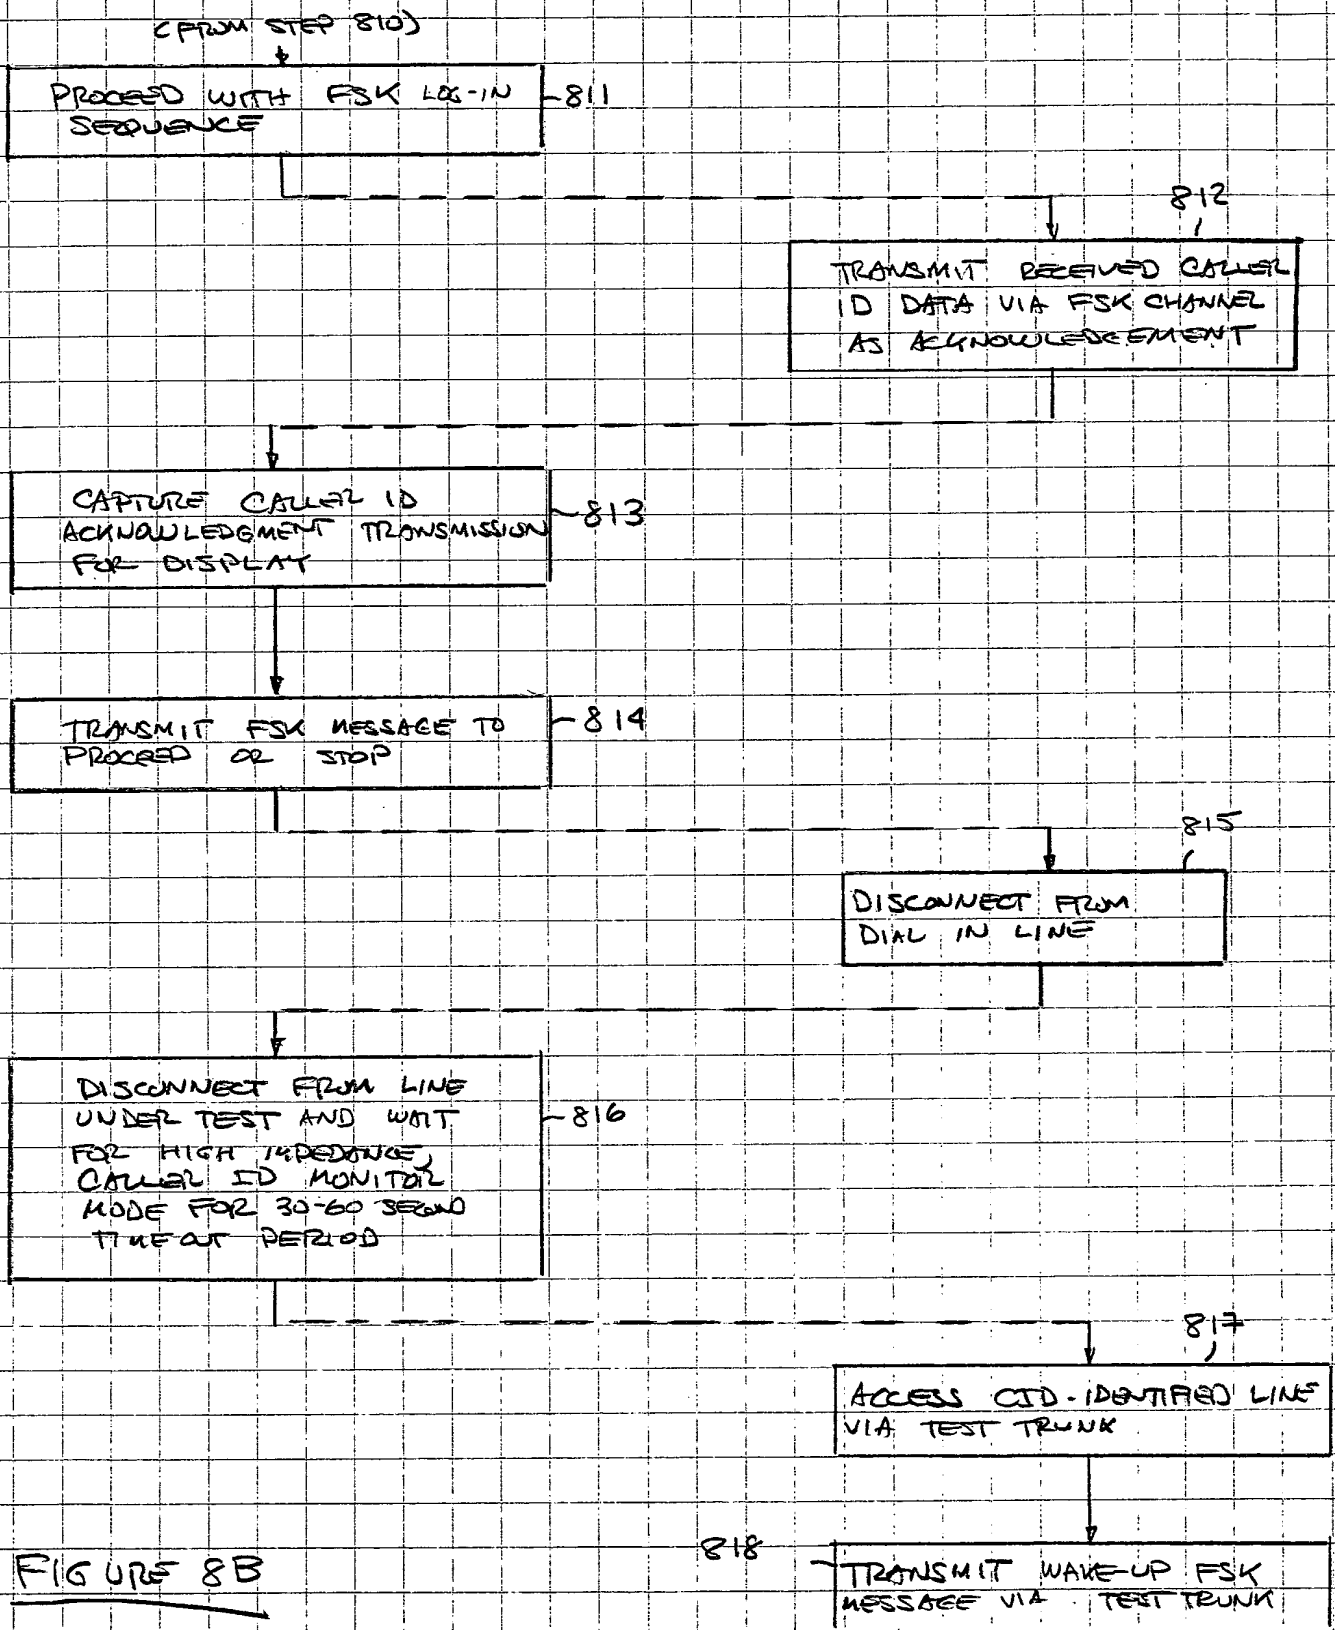 (FROM STEP 810)
PROCEED WITH FSK LOG-IN
SEQUENCE
811
812
TRANSMIT RECEIVED CALLER
ID DATA VIA FSK CHANNEL
AS ACKNOWLEDGEMENT
CAPTURE CALLER ID
ACKNOWLEDGMENT TRANSMISSION
FOR DISPLAY
813
TRANSMIT FSK MESSAGE TO
PROCEED OR STOP
814
815
DISCONNECT FROM
DIAL IN LINE
DISCONNECT FROM LINE
UNDER TEST AND WAIT
FOR HIGH IMPEDANCE,
CALLER ID MONITOR
MODE FOR 30-60 SECOND
TIMEOUT PERIOD
816
817
ACCESS CID-IDENTIFIED LINE
VIA TEST TRUNK
818
TRANSMIT WAKE-UP FSK
MESSAGE VIA TEST TRUNK
FIGURE 8B